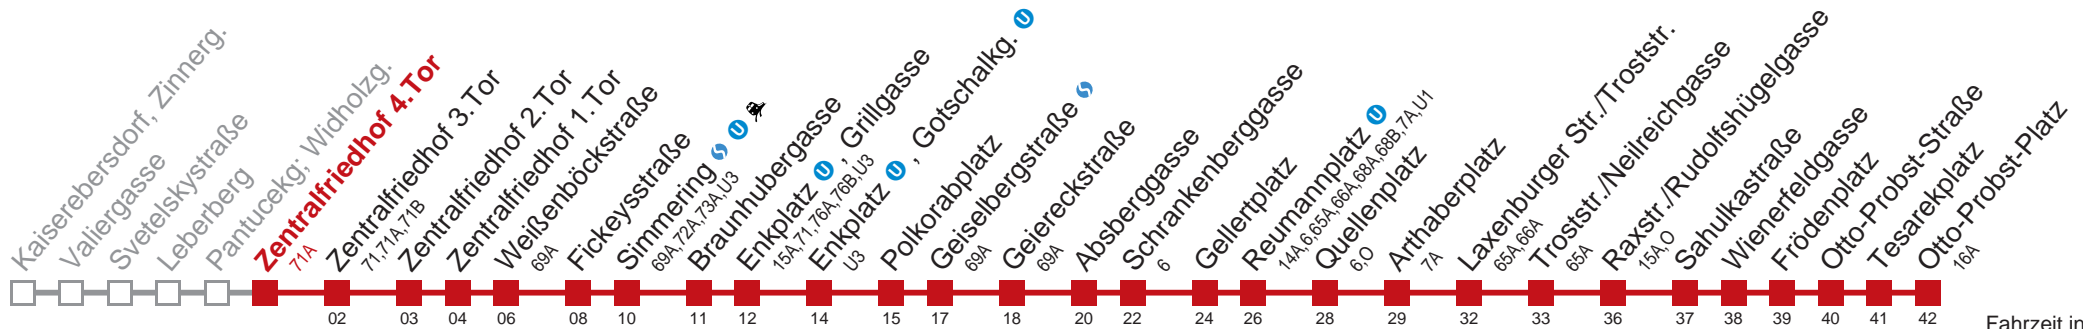 Kaiserebersdorf, Zinnerg.
Valiergasse
Svetelskystraße
Leberberg
Pantucekg; Widholzg.
Zentralfriedhof 4.Tor
71A
Zentralfriedhof 3.Tor
71,71A,71B
Zentralfriedhof 2.Tor
Zentralfriedhof 1.Tor
Weißenböckstraße
69A
Fickeysstraße
Simmering S U
69A,72A,73A,U3
Braunhubergasse
Enkplatz U , Grillgasse
15A,71,76A,76B,U3
Enkplatz U , Gotschalkg. U
U3
Polkorabplatz
Geiselbergstraße S
69A
Geiereckstraße
69A
Absberggasse
Schrankenberggasse
6
Gellertplatz
Reumannplatz U
14A,6,65A,66A,68A,68B,7A,U1
Quellenplatz
6,O
Arthaberplatz
7A
Laxenburger Str./Troststr.
65A,66A
Troststr./Neilreichgasse
65A
Raxstr./Rudolfshügelgasse
15A,O
Sahulkastraße
Wienerfeldgasse
Frödenplatz
Otto-Probst-Straße
Tesarekplatz
Otto-Probst-Platz
16A
02 03 04 06 08 10 11 12 14 15 17 18 20 22 24 26 28 29 32 33 36 37 38 39 40 41 42
Fahrzeit in